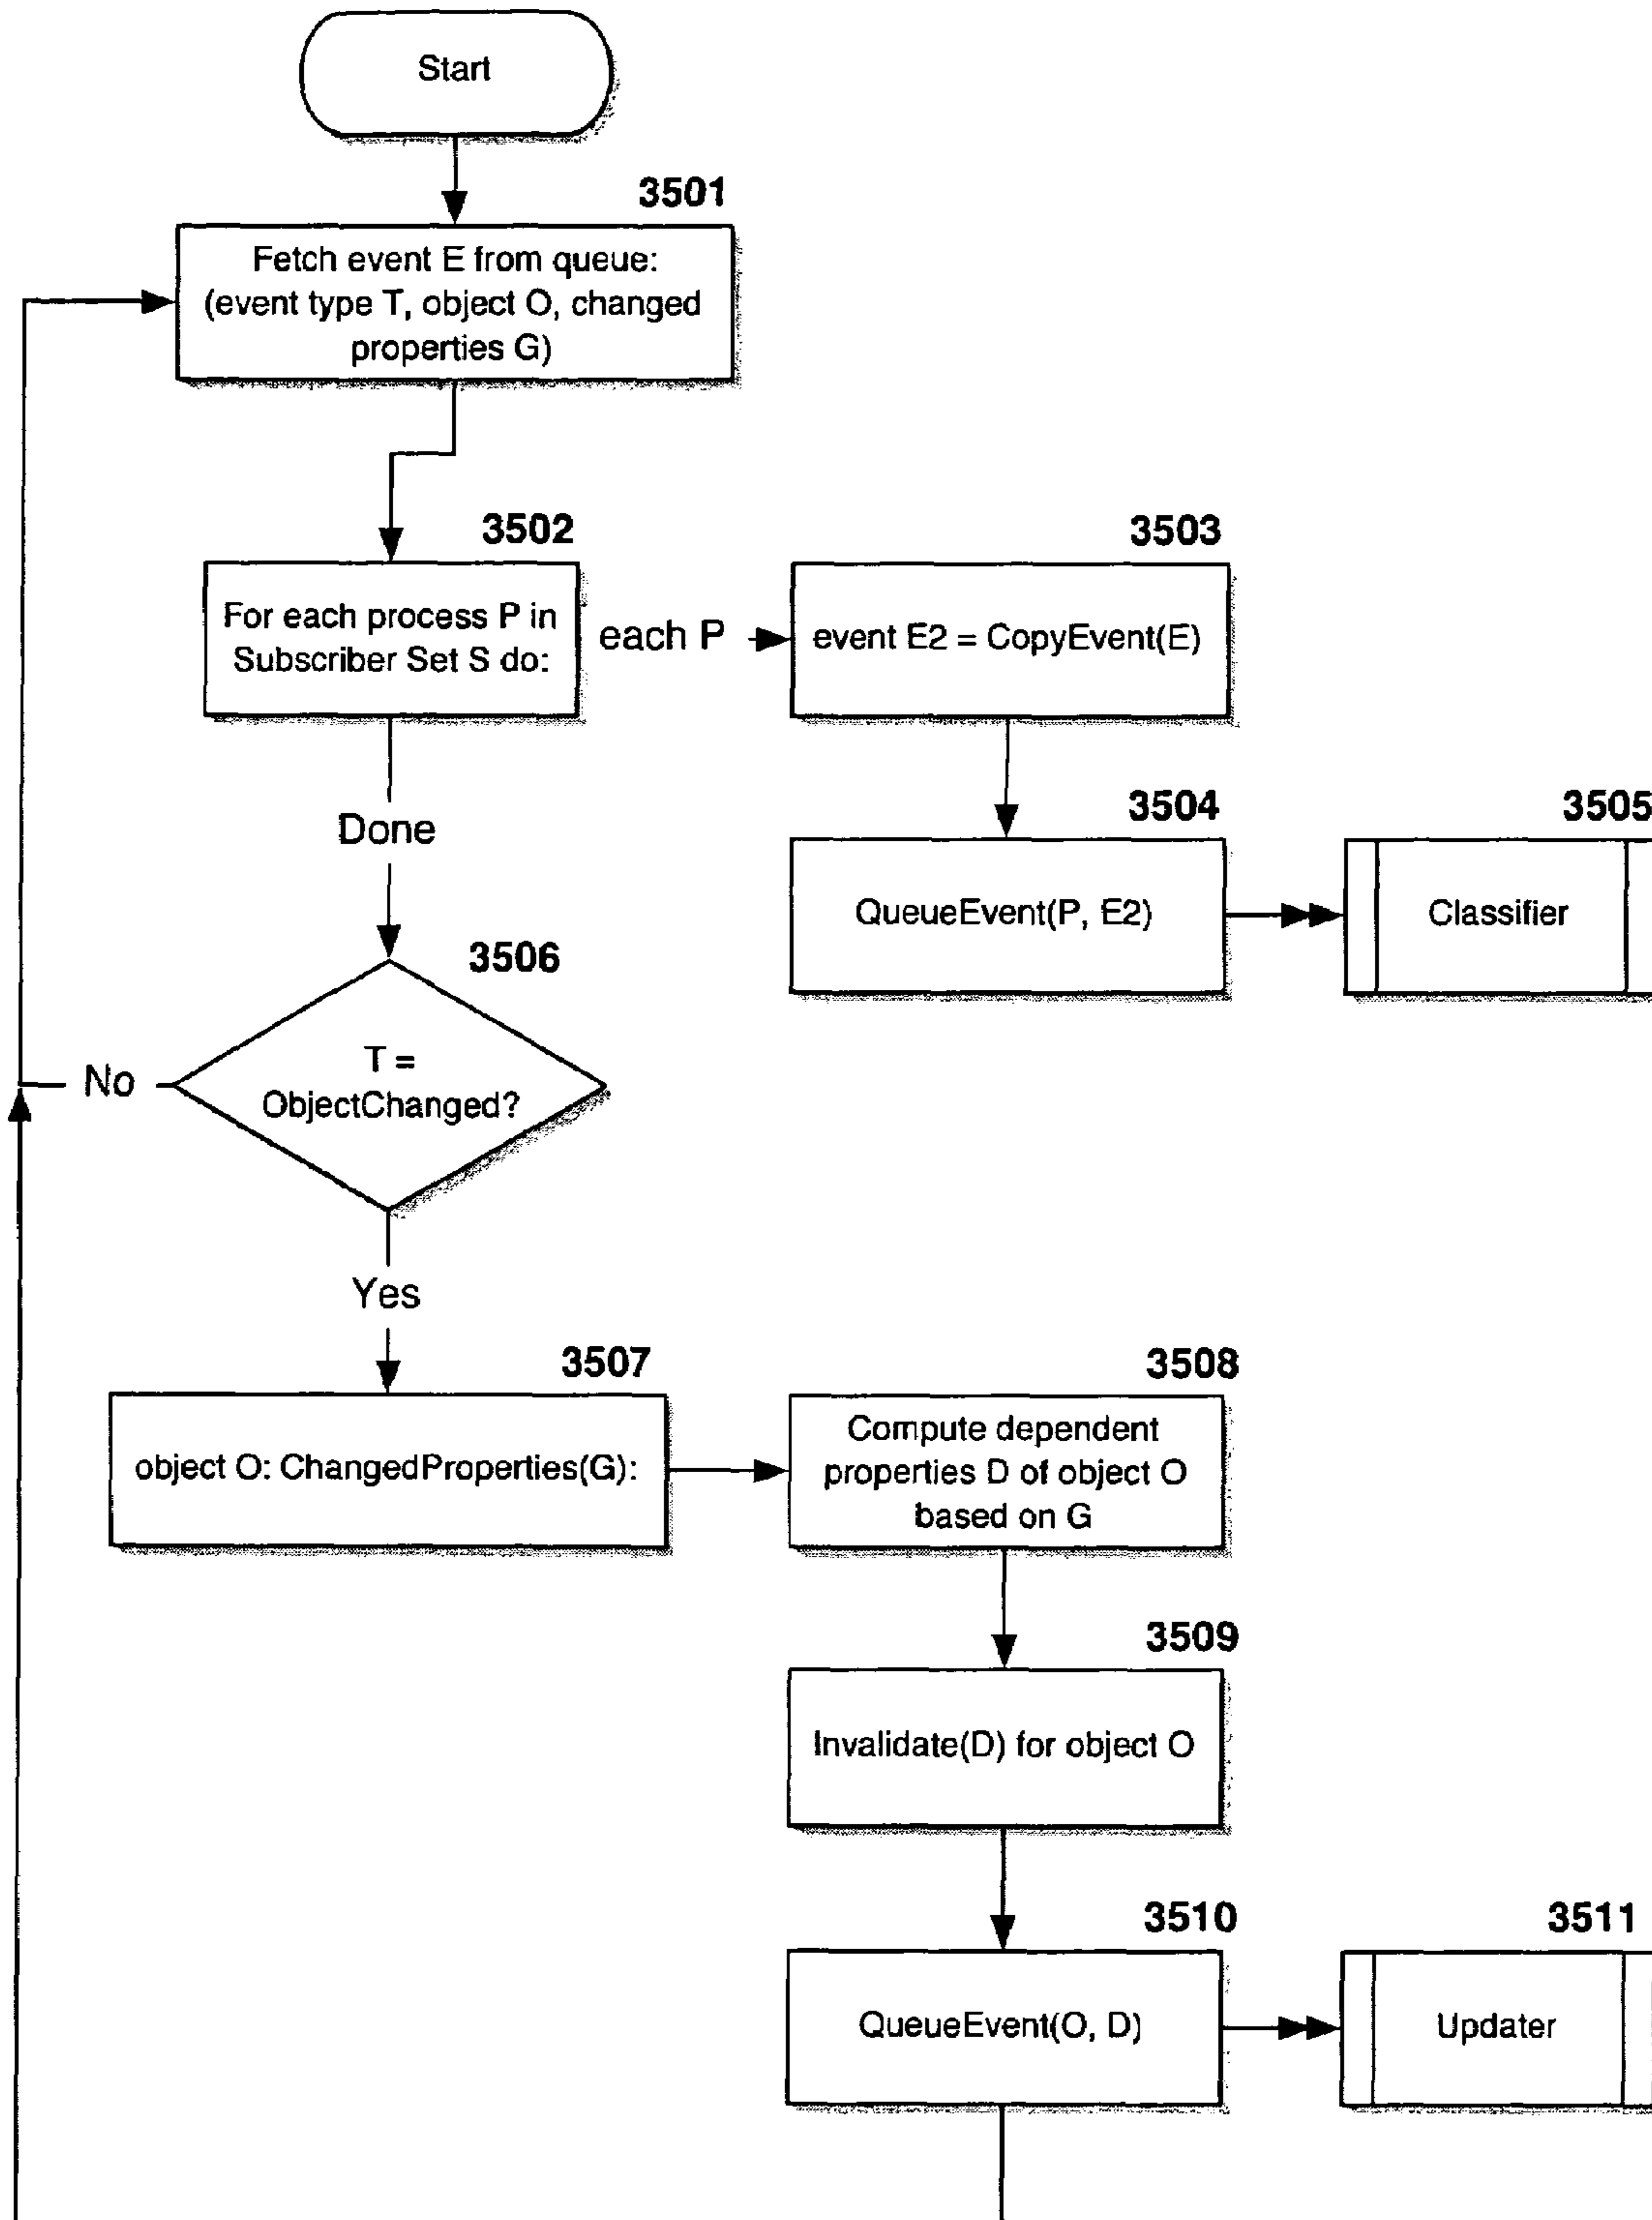 Start
3501
Fetch event E from queue:
(event type T, object O, changed
properties G)
3502
For each process P in
Subscriber Set S do:
each P
3503
event E2 = CopyEvent(E)
3504
QueueEvent(P, E2)
3505
Classifier
Done
3506
T =
ObjectChanged?
No
Yes
3507
object O: ChangedProperties(G):
3508
Compute dependent
properties D of object O
based on G
3509
Invalidate(D) for object O
3510
QueueEvent(O, D)
3511
Updater